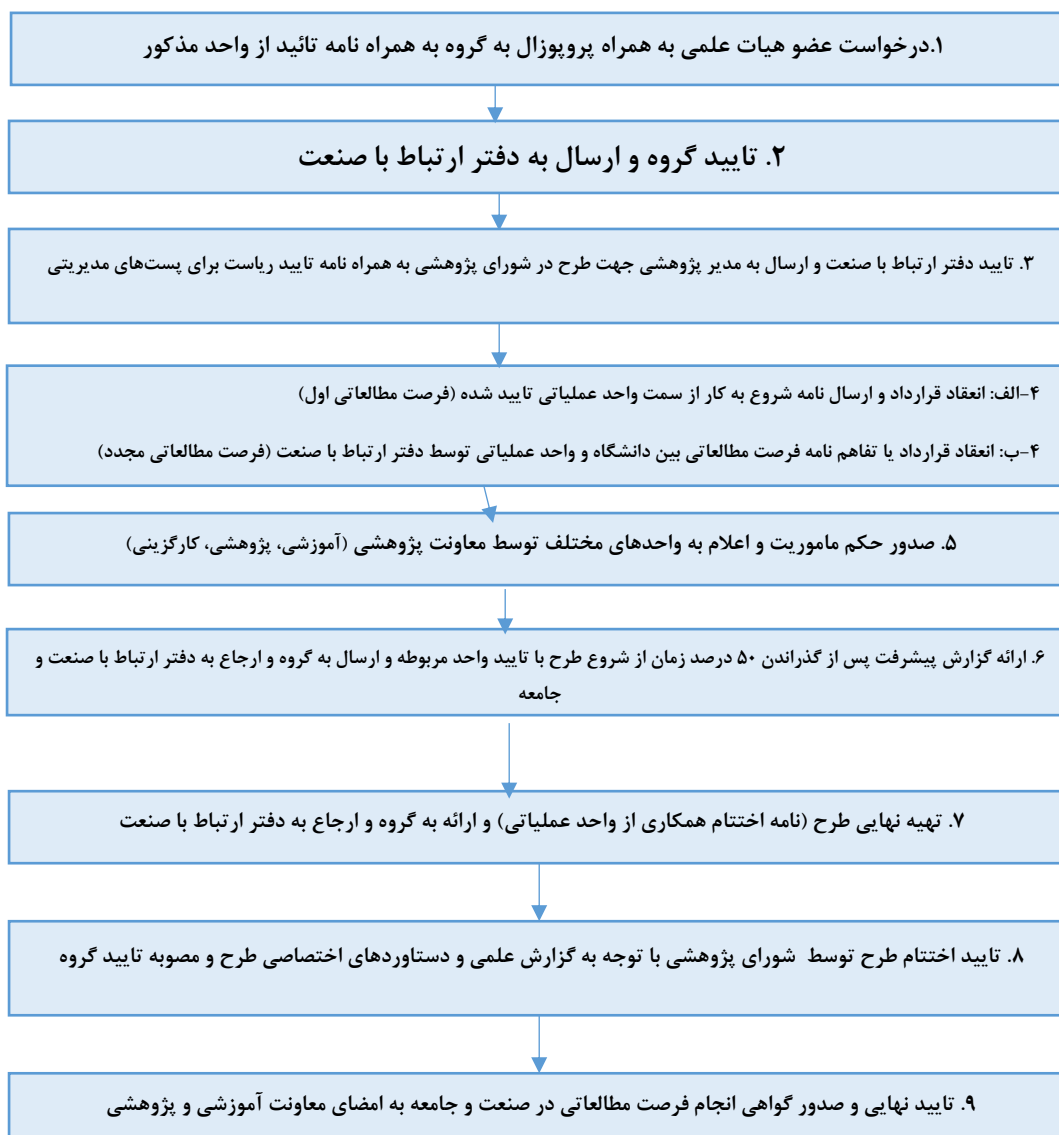 ۱.درخواست عضو هیات علمی به همراه پروپوزال به گروه به همراه نامه تائید از واحد مذکور
۲. تایید گروه و ارسال به دفتر ارتباط با صنعت
۳. تایید دفتر ارتباط با صنعت و ارسال به مدیر پژوهشی جهت طرح در شورای پژوهشی به همراه نامه تایید ریاست برای پست‌های مدیریتی
۴-الف: انعقاد قرارداد و ارسال نامه شروع به کار از سمت واحد عملیاتی تایید شده (فرصت مطالعاتی اول)
۴-ب: انعقاد قرارداد یا تفاهم نامه فرصت مطالعاتی بین دانشگاه و واحد عملیاتی توسط دفتر ارتباط با صنعت (فرصت مطالعاتی مجدد)
۵. صدور حکم ماموریت و اعلام به واحدهای مختلف توسط معاونت پژوهشی (آموزشی، پژوهشی، کارگزینی)
۶. ارائه گزارش پیشرفت پس از گذراندن ۵۰ درصد زمان از شروع طرح با تایید واحد مربوطه و ارسال به گروه و ارجاع به دفتر ارتباط با صنعت و
جامعه
۷. تهیه نهایی طرح (نامه اختتام همکاری از واحد عملیاتی) و ارائه به گروه و ارجاع به دفتر ارتباط با صنعت
۸. تایید اختتام طرح توسط شورای پژوهشی با توجه به گزارش علمی و دستاوردهای اختصاصی طرح و مصوبه تایید گروه
۹. تایید نهایی و صدور گواهی انجام فرصت مطالعاتی در صنعت و جامعه به امضای معاونت آموزشی و پژوهشی